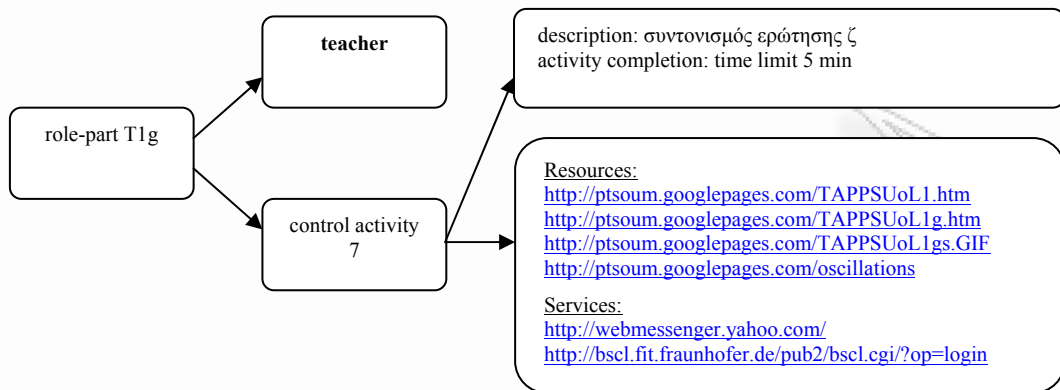 teacher
role-part T1g
control activity
7
description: συντονισμός ερώτησης ζ
activity completion: time limit 5 min
Resources:
http://ptsoum.googlepages.com/TAPPSUoL1.htm
http://ptsoum.googlepages.com/TAPPSUoL1g.htm
http://ptsoum.googlepages.com/TAPPSUoL1gs.GIF
http://ptsoum.googlepages.com/oscillations
Services:
http://webmessenger.yahoo.com/
http://bscl.fit.fraunhofer.de/pub2/bscl.cgi/?op=login